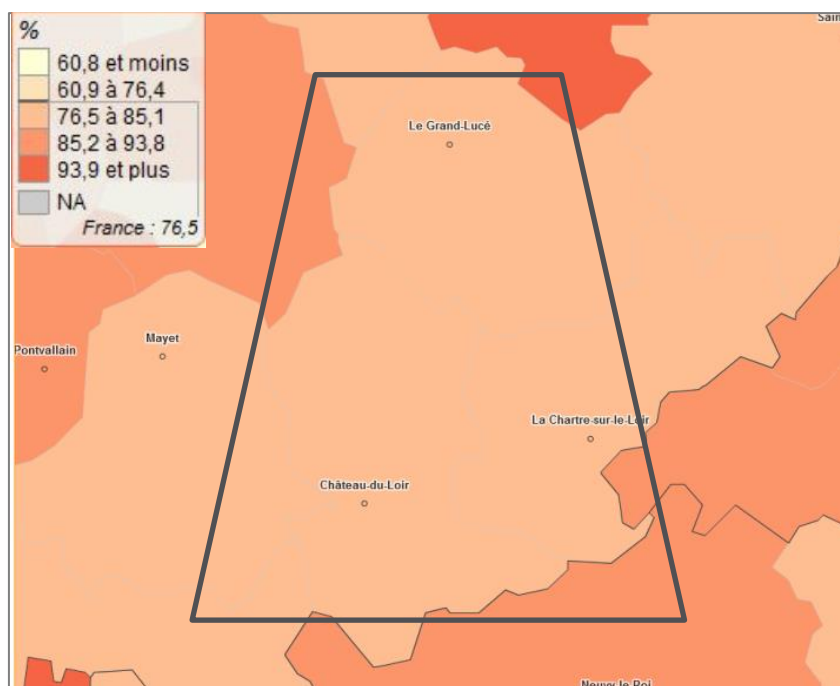 %
60,8 et moins
60,9 à 76,4
76,5 à 85,1
85,2 à 93,8
93,9 et plus
NA
France : 76,5
Le Grand-Lucé
Mayet
Pontvallain
La Chartre-sur-le-Loir
Château-du-Loir